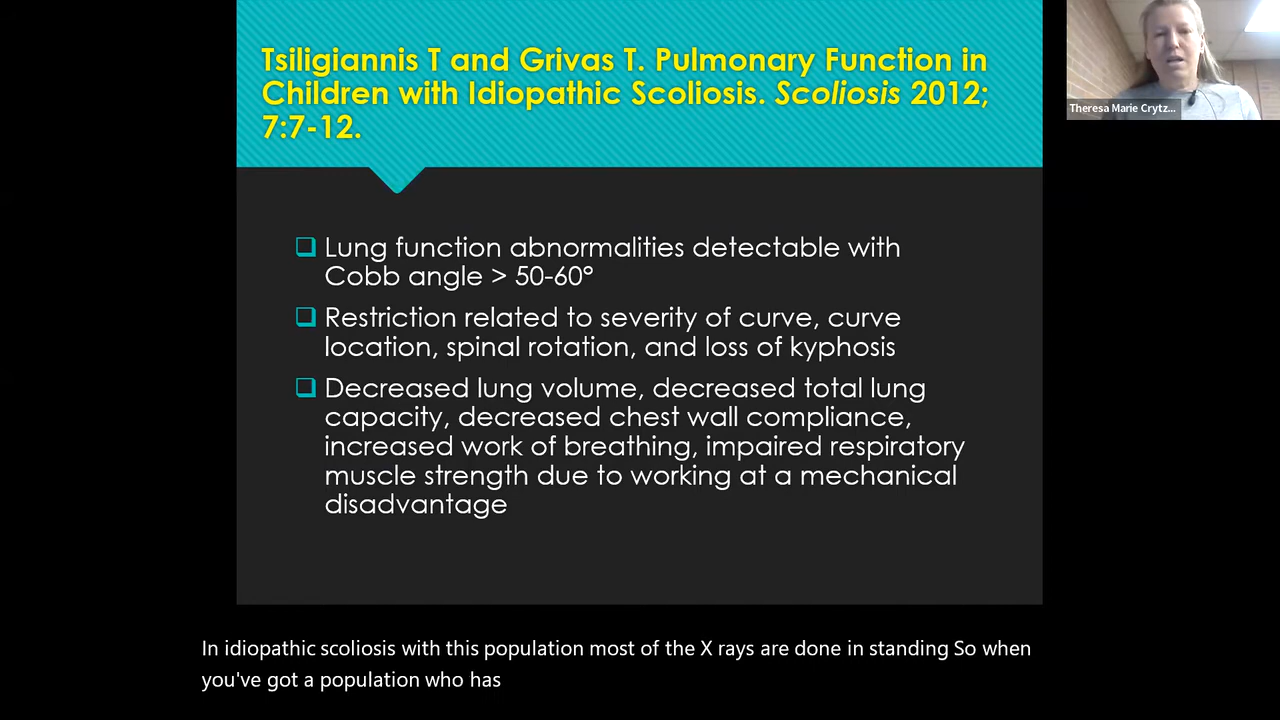 Tsiligiannis T and Grivas T. Pulmonary Function in
Children with Idiopathic Scoliosis. Scoliosis 2012;
7:7-12.
Theresa Marie Crytz...
Lung function abnormalities detectable with
Cobb angle > 50-60°
Restriction related to severity of curve, curve
location, spinal rotation, and loss of kyphosis
Decreased lung volume, decreased total lung
capacity, decreased chest wall compliance,
increased work of breathing, impaired respiratory
muscle strength due to working at a mechanical
disadvantage
In idiopathic scoliosis with this population most of the X rays are done in standing So when
you've got a population who has